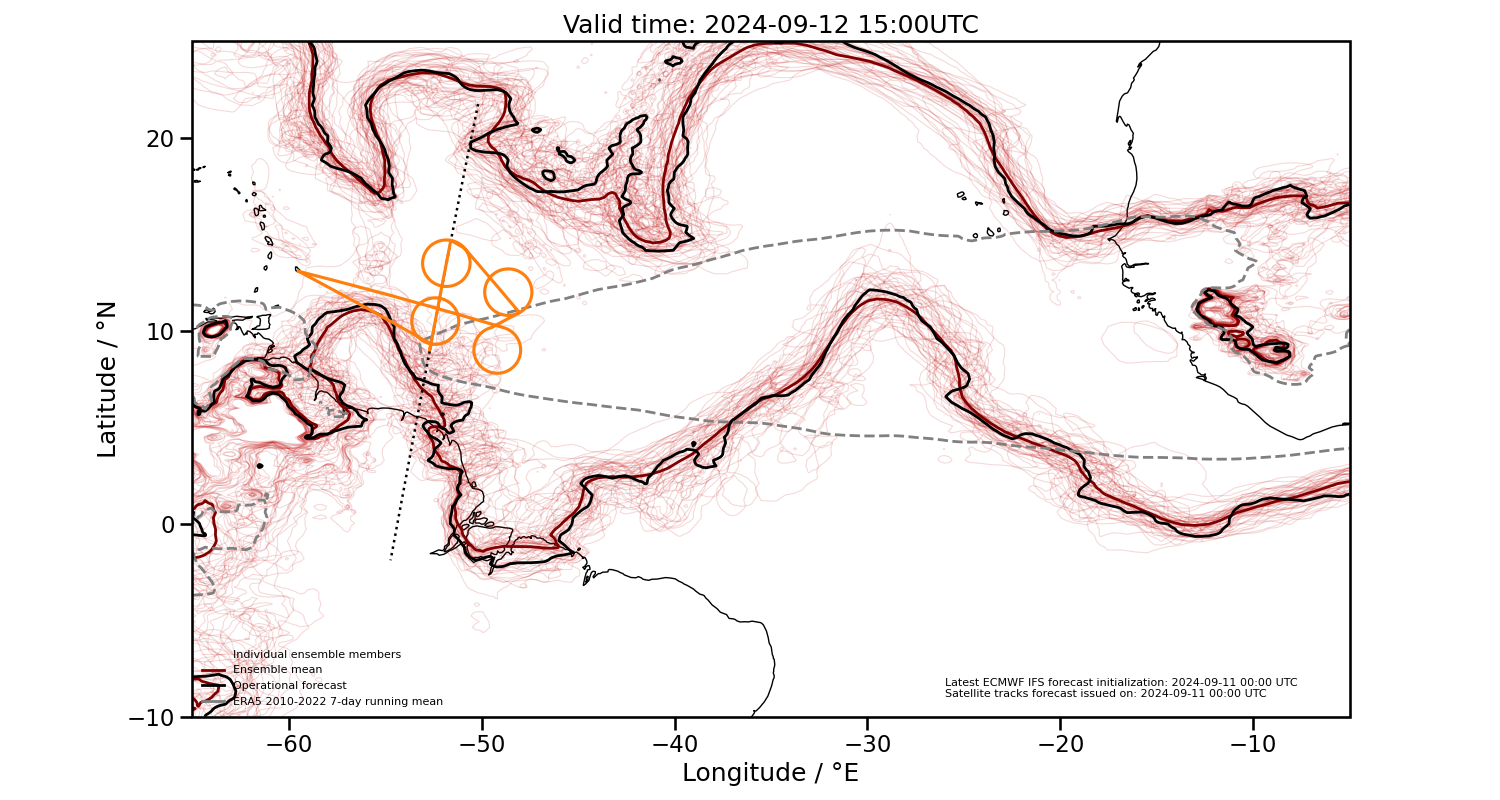 Valid time: 2024-09-12 15:00UTC
20
10
0
−10
Latitude / °N
Individual ensemble members
Ensemble mean
Operational forecast
ERA5 2010-2022 7-day running mean
Latest ECMWF IFS forecast initialization: 2024-09-11 00:00 UTC
Satellite tracks forecast issued on: 2024-09-11 00:00 UTC
−60 −50 −40 −30 −20 −10
Longitude / °E